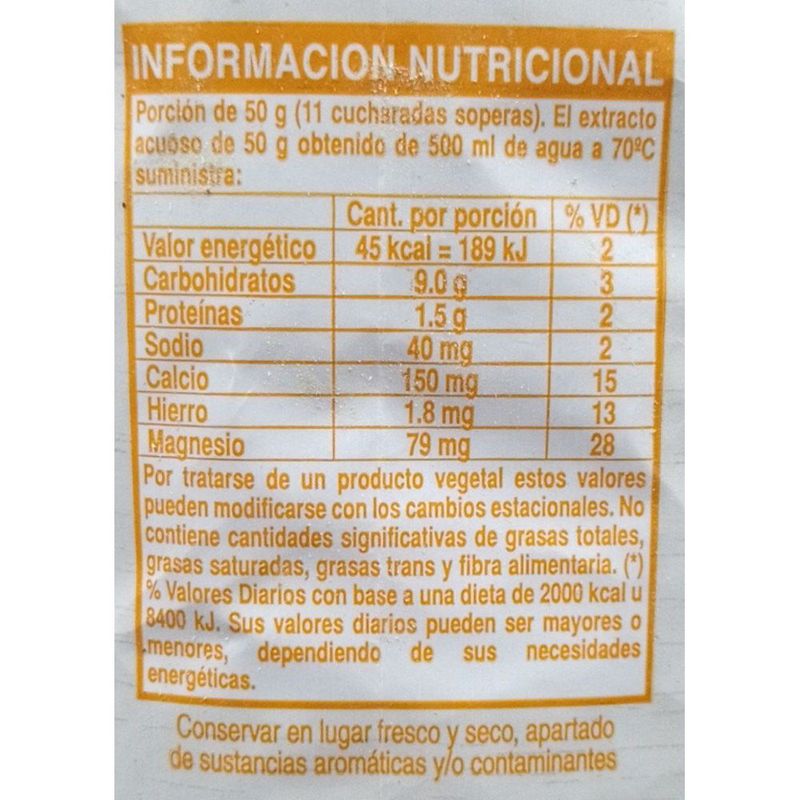 INFORMACION NUTRICIONAL
Porción de 50 g (11 cucharadas soperas). El extracto
acuoso de 50 g obtenido de 500 ml de agua a 70ºC
suministra:
Cant. por porción % VD (*)
Valor energético 45 kcal = 189 kJ 2
Carbohidratos 9.0 g 3
Proteínas 1.5 g 2
Sodio 40 mg 2
Calcio 150 mg 15
Hierro 1.8 mg 13
Magnesio 79 mg 28
Por tratarse de un producto vegetal estos valores
pueden modificarse con los cambios estacionales. No
contiene cantidades significativas de grasas totales,
grasas saturadas, grasas trans y fibra alimentaria. (*)
% Valores Diarios con base a una dieta de 2000 kcal u
8400 kJ. Sus valores diarios pueden ser mayores o
menores, dependiendo de sus necesidades
energéticas.
Conservar en lugar fresco y seco, apartado
de sustancias aromáticas y/o contaminantes